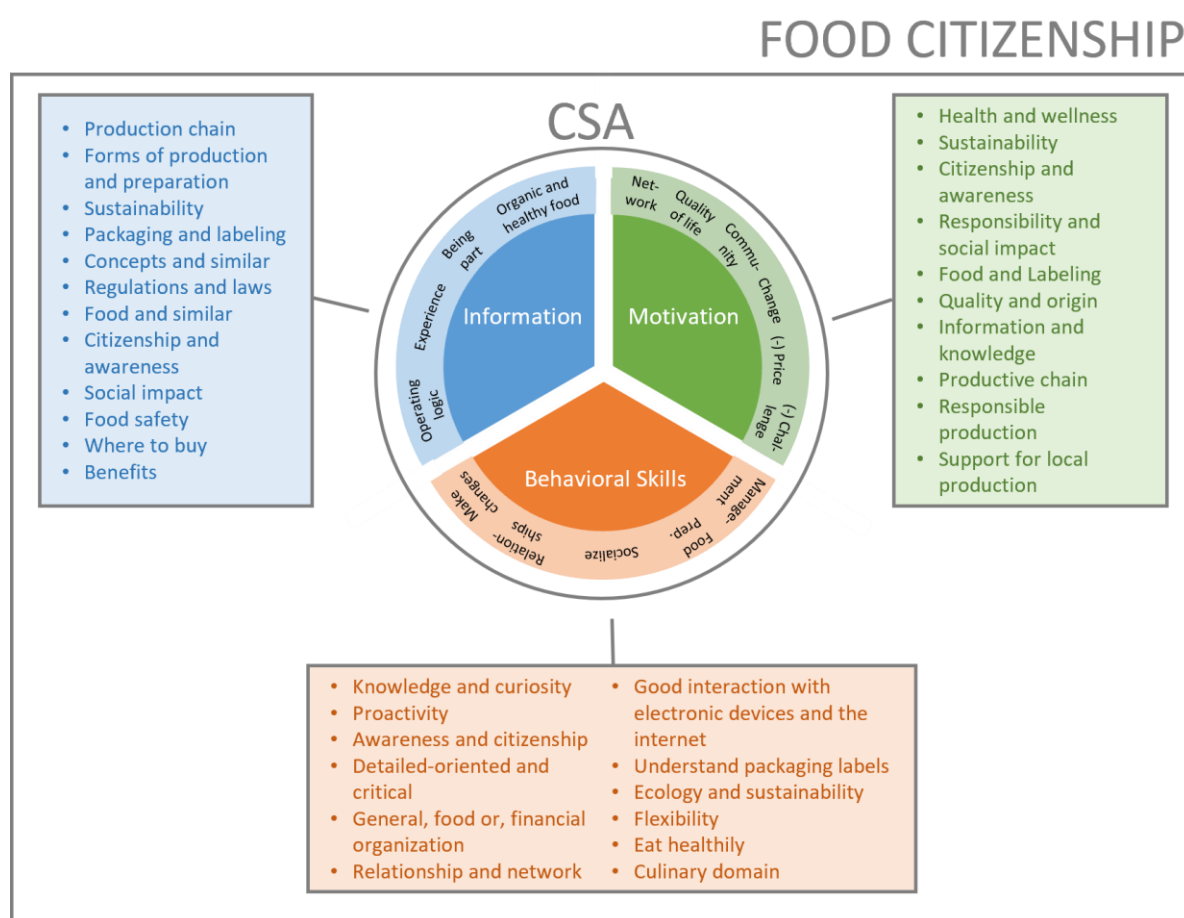 FOOD CITIZENSHIP
• Production chain
• Forms of production
and preparation
• Sustainability
• Packaging and labeling
• Concepts and similar
• Regulations and laws
• Food and similar
• Citizenship and
awareness
• Social impact
• Food safety
• Where to buy
• Benefits
CSA
Organic and
healthy food
Being
part
Experience
Operating
logic
Information
Net-
work
Quality
of life
Commu-
nity
Change
(-) Price
(-) Chal-
lenge
Motivation
Behavioral Skills
Make
changes
Relation-
ships
Socialize
Food
Prep.
Manage-
ment
• Health and wellness
• Sustainability
• Citizenship and
awareness
• Responsibility and
social impact
• Food and Labeling
• Quality and origin
• Information and
knowledge
• Productive chain
• Responsible
production
• Support for local
production
• Knowledge and curiosity
• Proactivity
• Awareness and citizenship
• Detailed-oriented and
critical
• General, food or, financial
organization
• Relationship and network
• Good interaction with
electronic devices and the
internet
• Understand packaging labels
• Ecology and sustainability
• Flexibility
• Eat healthily
• Culinary domain